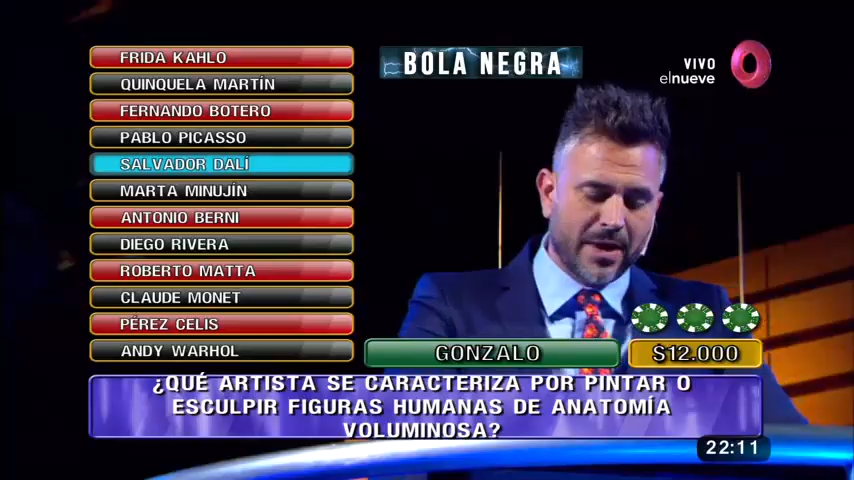 FRIDA KAHLO
QUINQUELA MARTÍN
FERNANDO BOTERO
PABLO PICASSO
SALVADOR DALÍ
MARTA MINUJÍN
ANTONIO BERNI
DIEGO RIVERA
ROBERTO MATTA
CLAUDE MONET
PÉREZ CELIS
ANDY WARHOL
BOLA NEGRA
VIVO
elnueve
GONZALO
$12.000
¿QUÉ ARTISTA SE CARACTERIZA POR PINTAR O
ESCULPIR FIGURAS HUMANAS DE ANATOMÍA
VOLUMINOSA?
22:11